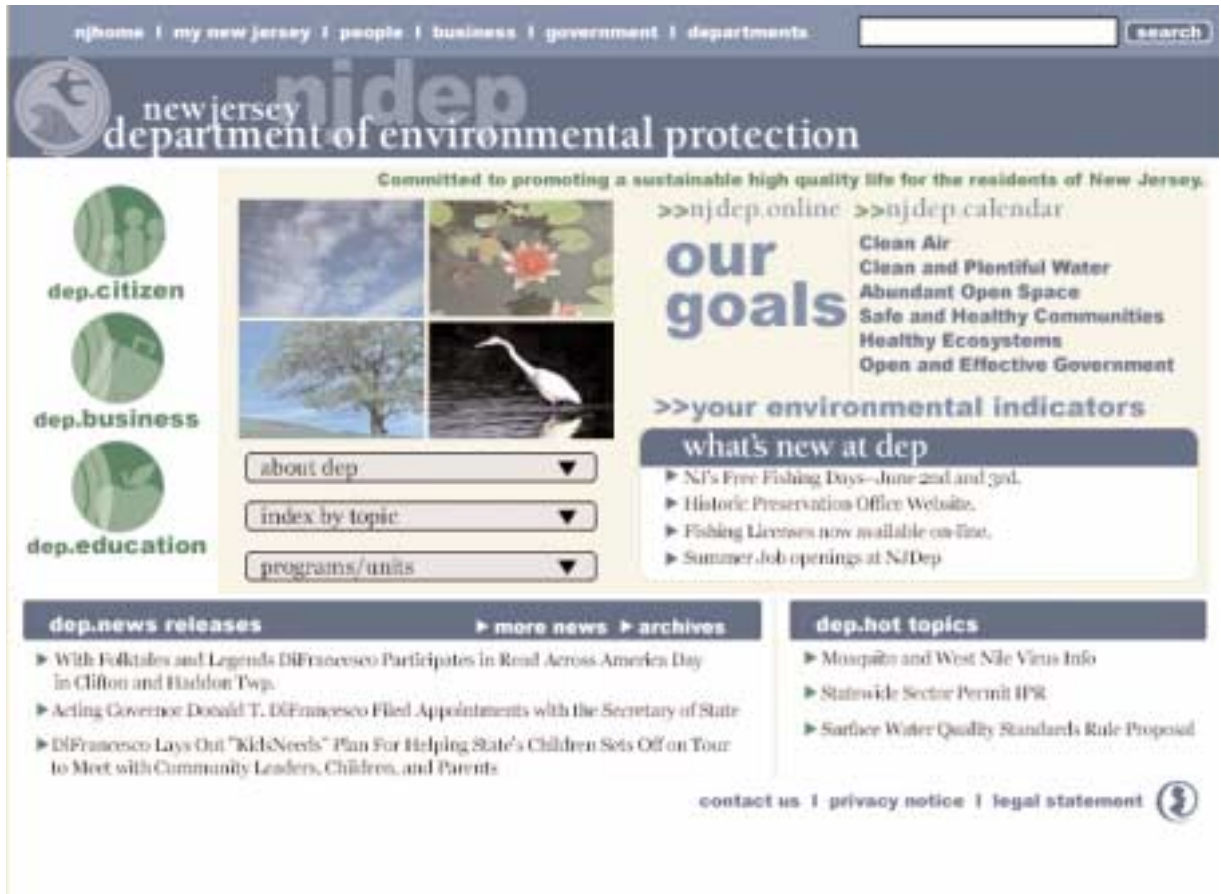 njhome | my new jersey | people | business | government | departments
search
njdep
new jersey
department of environmental protection
Committed to promoting a sustainable high quality life for the residents of New Jersey.
dep.citizen
dep.business
dep.education
about dep ▼
index by topic ▼
programs/units ▼
>>njdep.online >>njdep.calendar
our
goals
Clean Air
Clean and Plentiful Water
Abundant Open Space
Safe and Healthy Communities
Healthy Ecosystems
Open and Effective Government
>>your environmental indicators
what's new at dep
NJ's Free Fishing Days–June 2nd and 3rd.
Historic Preservation Office Website.
Fishing Licenses now available on-line.
Summer Job openings at NJDep
dep.news releases
more news archives
With Folktales and Legends DiFrancesco Participates in Read Across America Day
in Clifton and Haddon Twp.
Acting Governor Donald T. DiFrancesco Filed Appointments with the Secretary of State
DiFrancesco Lays Out "KidsNeeds" Plan For Helping State's Children Sets Off on Tour
to Meet with Community Leaders, Children, and Parents
dep.hot topics
Mosquito and West Nile Virus Info
Statewide Sector Permit IPR
Surface Water Quality Standards Rule Proposal
contact us | privacy notice | legal statement